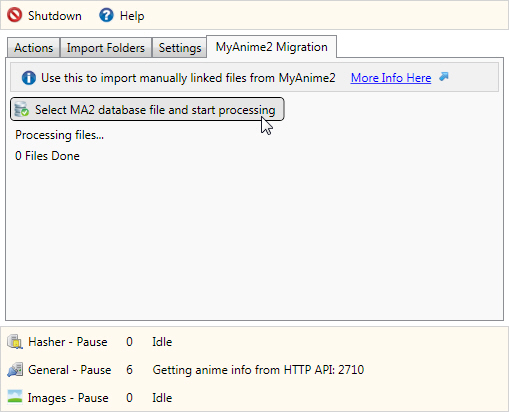 Shutdown Help
Actions Import Folders Settings MyAnime2 Migration
Use this to import manually linked files from MyAnime2 More Info Here
Select MA2 database file and start processing
Processing files...
0 Files Done
Hasher - Pause 0 Idle
General - Pause 6 Getting anime info from HTTP API: 2710
Images - Pause 0 Idle